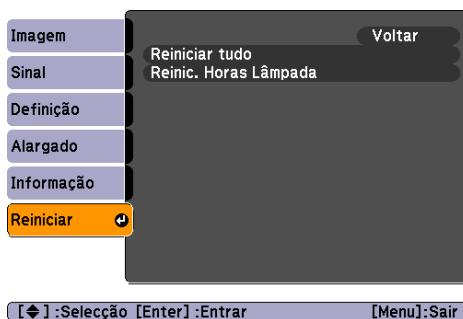 Imagem
Sinal
Definição
Alargado
Informação
Reiniciar
Voltar
Reiniciar tudo
Reinic. Horas Lâmpada
[ ] :Selecção [Enter] :Entrar [Menu]:Sair